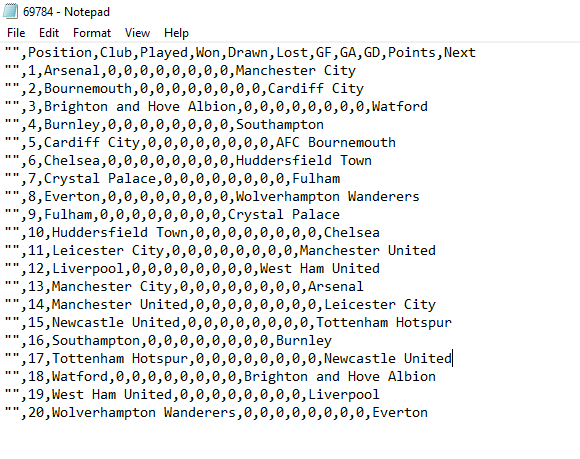 69784 - Notepad
File Edit Format View Help
"",Position,Club,Played,Won,Drawn,Lost,GF,GA,GD,Points,Next
"",1,Arsenal,0,0,0,0,0,0,0,0,Manchester City
"",2,Bournemouth,0,0,0,0,0,0,0,0,Cardiff City
"",3,Brighton and Hove Albion,0,0,0,0,0,0,0,0,Watford
"",4,Burnley,0,0,0,0,0,0,0,0,Southampton
"",5,Cardiff City,0,0,0,0,0,0,0,0,AFC Bournemouth
"",6,Chelsea,0,0,0,0,0,0,0,0,Huddersfield Town
"",7,Crystal Palace,0,0,0,0,0,0,0,0,Fulham
"",8,Everton,0,0,0,0,0,0,0,0,Wolverhampton Wanderers
"",9,Fulham,0,0,0,0,0,0,0,0,Crystal Palace
"",10,Huddersfield Town,0,0,0,0,0,0,0,0,Chelsea
"",11,Leicester City,0,0,0,0,0,0,0,0,Manchester United
"",12,Liverpool,0,0,0,0,0,0,0,0,West Ham United
"",13,Manchester City,0,0,0,0,0,0,0,0,Arsenal
"",14,Manchester United,0,0,0,0,0,0,0,0,Leicester City
"",15,Newcastle United,0,0,0,0,0,0,0,0,Tottenham Hotspur
"",16,Southampton,0,0,0,0,0,0,0,0,Burnley
"",17,Tottenham Hotspur,0,0,0,0,0,0,0,0,Newcastle United
"",18,Watford,0,0,0,0,0,0,0,0,Brighton and Hove Albion
"",19,West Ham United,0,0,0,0,0,0,0,0,Liverpool
"",20,Wolverhampton Wanderers,0,0,0,0,0,0,0,0,Everton